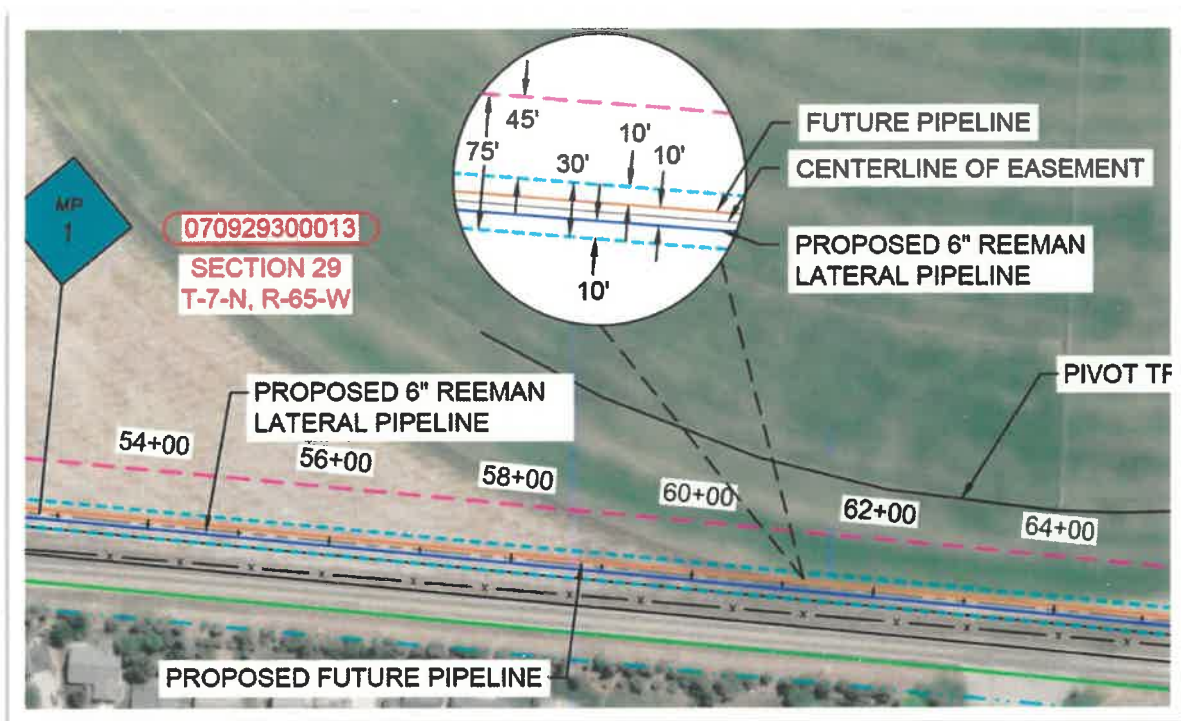 45'
10'
10'
75'
30'
10'
FUTURE PIPELINE
CENTERLINE OF EASEMENT
PROPOSED 6" REEMAN
LATERAL PIPELINE
MP
1
070929300013
SECTION 29
T-7-N, R-65-W
PIVOT TR
PROPOSED 6" REEMAN
LATERAL PIPELINE
54+00
56+00
58+00
60+00
62+00
64+00
x x x x x x x x x x x x
PROPOSED FUTURE PIPELINE